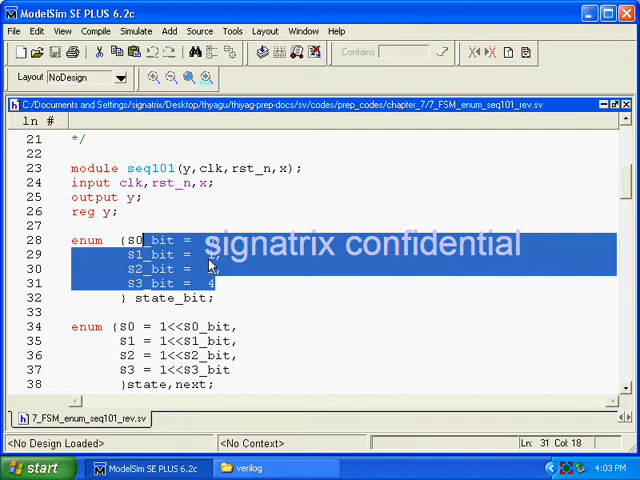 ModelSim SE PLUS 6.2c
File Edit View Compile Simulate Add Source Tools Layout Window Help
Contains
Layout NoDesign
C:/Documents and Settings/signatrix/Desktop/thyagu/thiyag-prep-docs/sv/codes/prep_codes/chapter_7/7_FSM_enum_seq101_rev.sv
ln #
21 */
22
23 module seq101(y,clk,rst_n,x);
24 input clk,rst_n,x;
25 output y;
26 reg y;
27
28 enum {s0_bit =
signatrix confidential
29 s1_bit =
30 s2_bit =
31 s3_bit = 4
32 } state_bit;
33
34 enum {s0 = 1<<s0_bit,
35 s1 = 1<<s1_bit,
36 s2 = 1<<s2_bit,
37 s3 = 1<<s3_bit
38 }state,next;
7_FSM_enum_seq101_rev.sv
<No Design Loaded> <No Context> Ln: 31 Col: 18
start ModelSim SE PLUS 6.2c verilog 4:03 PM